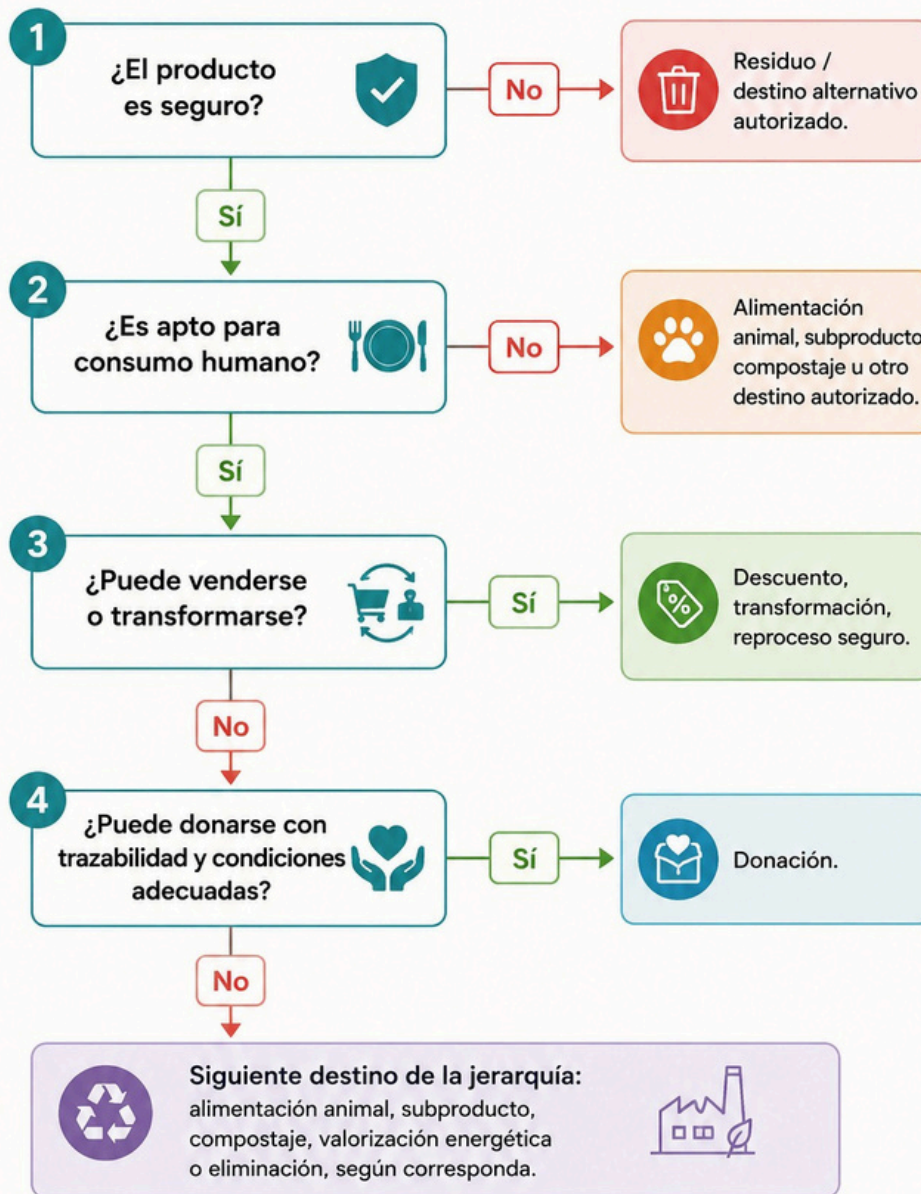 1
¿El producto
es seguro?
No
Residuo /
destino alternativo
autorizado.
Sí
2
¿Es apto para
consumo humano?
No
Alimentación
animal, subproducto
compostaje u otro
destino autorizado.
Sí
3
¿Puede venderse
o transformarse?
Sí
Descuento,
transformación,
reproceso seguro.
No
4
¿Puede donarse con
trazabilidad y condiciones
adecuadas?
Sí
Donación.
No
Siguiente destino de la jerarquía:
alimentación animal, subproducto,
compostaje, valorización energética
o eliminación, según corresponda.